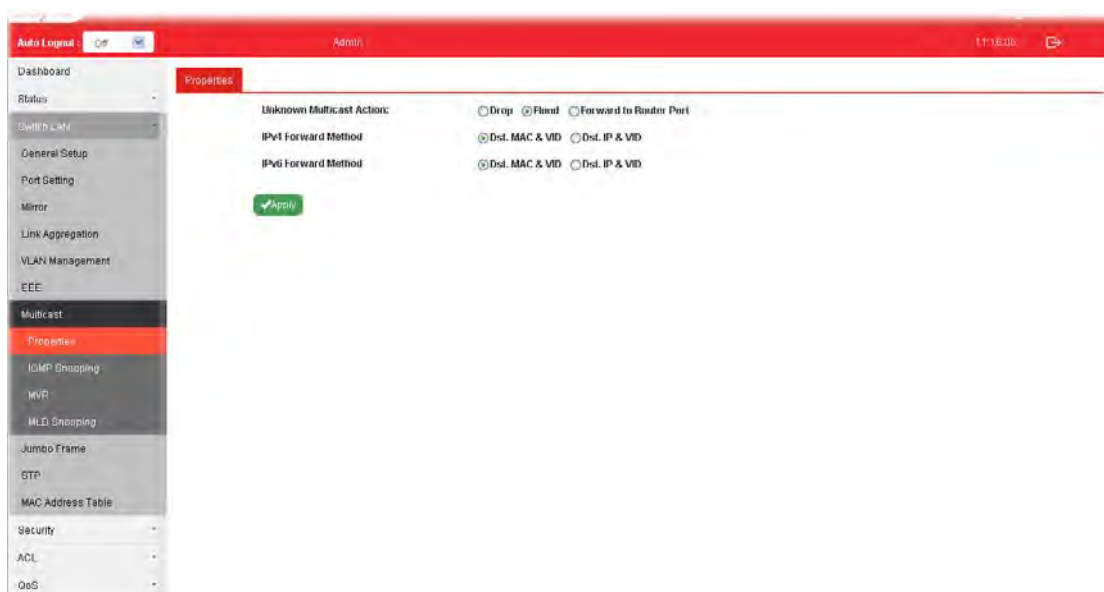 Auto Logout : Off Admin
Dashboard
Status
Switch LAN
General Setup
Port Setting
Mirror
Link Aggregation
VLAN Management
EEE
Multicast
Properties
IGMP Snooping
MVR
MLD Snooping
Jumbo Frame
STP
MAC Address Table
Security
ACL
QoS
Properties
Unknown Multicast Action: Drop Flood Forward to Router Port
IPv4 Forward Method Dst. MAC & VID Dst. IP & VID
IPv6 Forward Method Dst. MAC & VID Dst. IP & VID
Apply